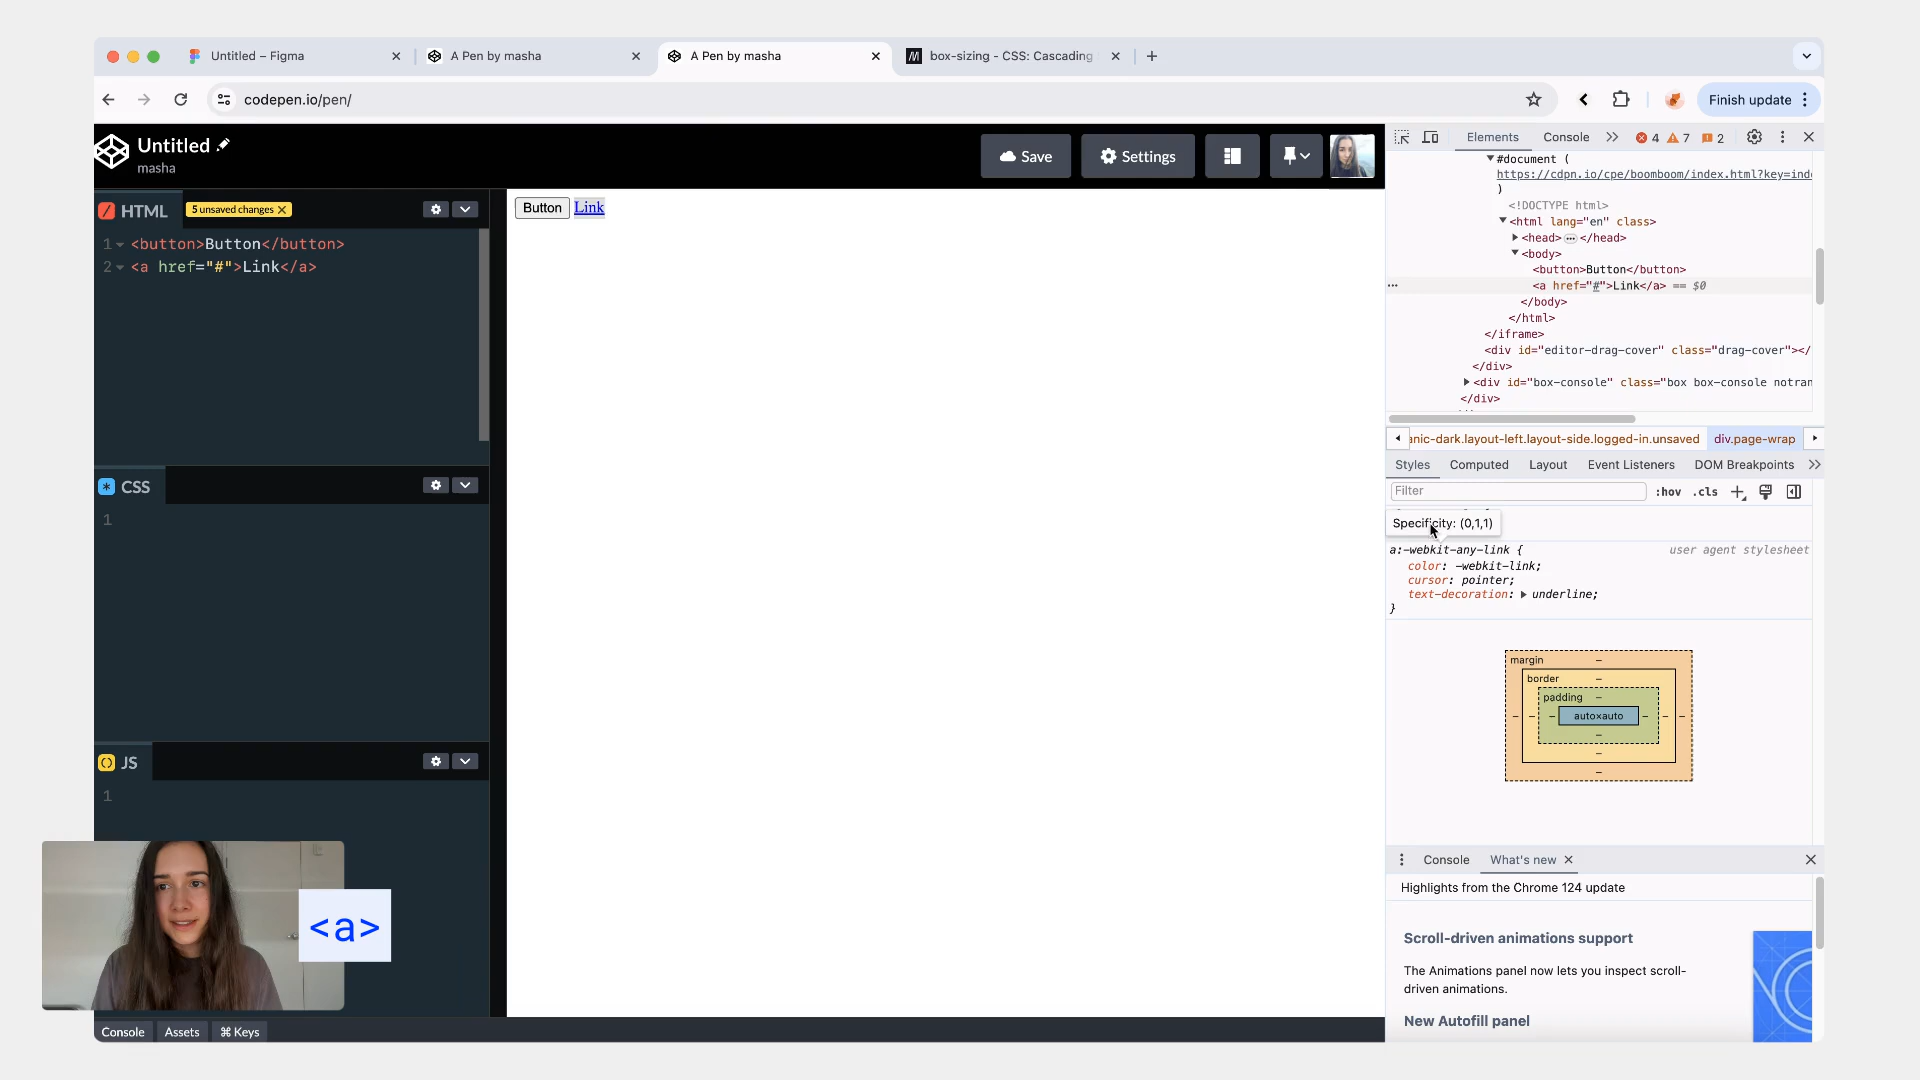 Untitled – Figma
A Pen by masha
A Pen by masha
box-sizing - CSS: Cascading
codepen.io/pen/
Finish update
Untitled
masha
Save
Settings
Elements
Console
4
7
2
HTML
5 unsaved changes
1 <button>Button</button>
2 <a href="#">Link</a>
CSS
1
JS
1
<a>
Console
Assets
⌘ Keys
Button
Link
#document (
https://cdpn.io/cpe/boomboom/index.html?key=inde
)
<!DOCTYPE html>
<html lang="en" class>
<head>…</head>
<body>
<button>Button</button>
<a href="#">Link</a> == $0
</body>
</html>
</iframe>
<div id="editor-drag-cover" class="drag-cover"></
</div>
<div id="box-console" class="box box-console notran
</div>
anic-dark.layout-left.layout-side.logged-in.unsaved
div.page-wrap
Styles
Computed
Layout
Event Listeners
DOM Breakpoints
Filter
:hov
.cls
Specificity: (0,1,1)
a:-webkit-any-link {
user agent stylesheet
color: -webkit-link;
cursor: pointer;
text-decoration: underline;
}
margin –
border –
padding –
– – – auto×auto – – –
–
–
–
Console
What's new
Highlights from the Chrome 124 update
Scroll-driven animations support
The Animations panel now lets you inspect scroll-
driven animations.
New Autofill panel